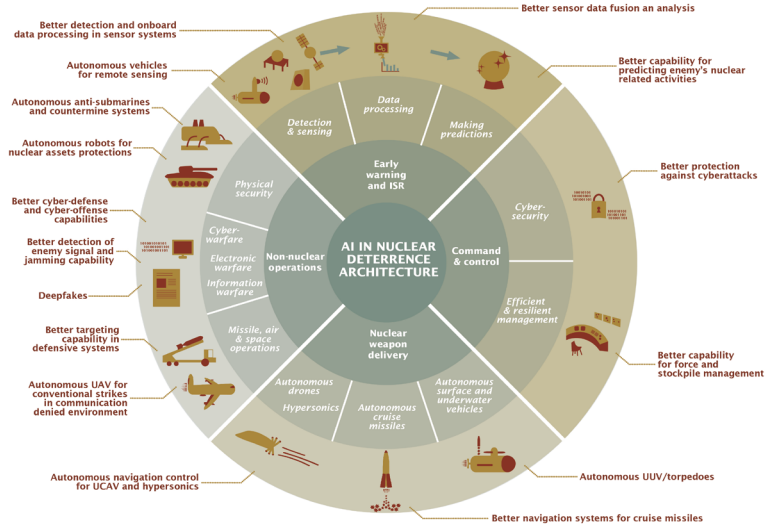 Better sensor data fusion an analysis
Better detection and onboard
data processing in sensor systems
Autonomous vehicles
for remote sensing
Better capability for
predicting enemy's nuclear
related activities
Autonomous anti-submarines
and countermine systems
Autonomous robots for
nuclear assets protections
Better cyber-defense
and cyber-offense
capabilities
Better detection of
enemy signal and
jamming capability
Deepfakes
Better targeting
capability in
defensive systems
Autonomous UAV for
conventional strikes
in communication
denied environment
Autonomous navigation control
for UCAV and hypersonics
Better navigation systems for cruise missiles
Autonomous UUV/torpedoes
Better capability
for force and
stockpile management
Better protection
against cyberattacks
Detection
& sensing
Data
processing
Making
predictions
Early
warning
and ISR
Physical
security
Cyber-
warfare
Electronic
warfare
Information
warfare
Missile, air
& space
operations
Non-nuclear
operations
AI IN NUCLEAR
DETERRENCE
ARCHITECTURE
Command
& control
Cyber-
security
Efficient
& resilient
management
Nuclear
weapon
delivery
Autonomous
drones
Hypersonics
Autonomous
cruise
missiles
Autonomous
surface and
underwater
vehicles